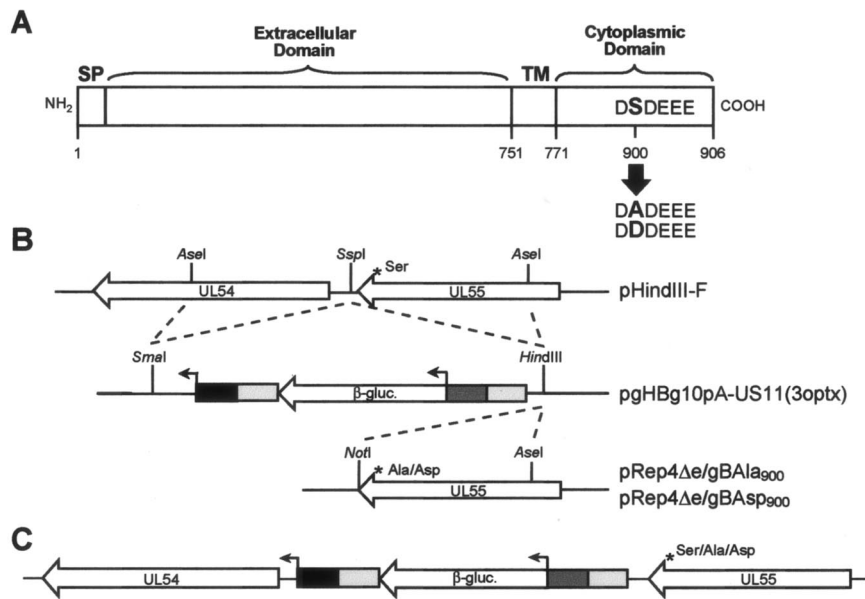 A
Extracellular
Domain
Cytoplasmic
Domain
SP
TM
NH2
DSDEEE
COOH
1
751
771
900
906
DADEEE
DDDEEE
B
AseI
SspI
* Ser
AseI
UL54
UL55
pHindIII-F
SmaI
HindIII
β-gluc.
pgHBg10pA-US11(3optx)
NotI
* Ala/Asp
AseI
UL55
pRep4Δe/gBAla900
pRep4Δe/gBAsp900
C
* Ser/Ala/Asp
UL54
β-gluc.
UL55